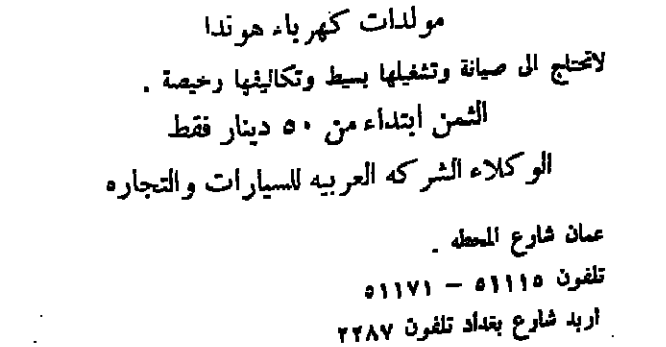 مولدات كهرباء هوندا
لاتحتاج الى صيانة وتشغيلها بسيط وتكاليفها رخيصة .
الثمن ابتداء من ٥٠ دينار فقط
الوكلاء الشركه العربيه للسيارات والتجاره
عمان شارع المحطه .
تلفون ٥١١١٥ – ٥١١٧١
اربد شارع بغداد تلفون ٢٢٨٧